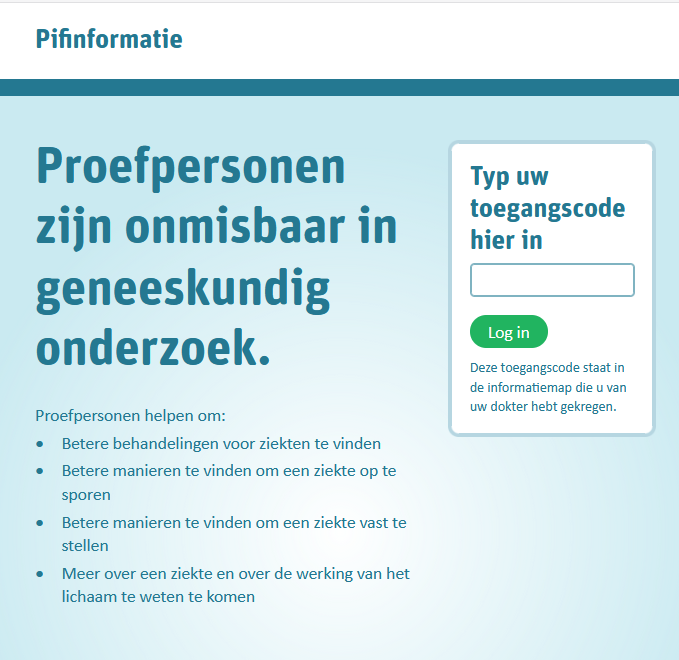 Pifinformatie
Proefpersonen
zijn onmisbaar in
geneeskundig
onderzoek.
Proefpersonen helpen om:
• Betere behandelingen voor ziekten te vinden
• Betere manieren te vinden om een ziekte op te
sporen
• Betere manieren te vinden om een ziekte vast te
stellen
• Meer over een ziekte en over de werking van het
lichaam te weten te komen
Typ uw
toegangscode
hier in
Log in
Deze toegangscode staat in
de informatiemap die u van
uw dokter hebt gekregen.